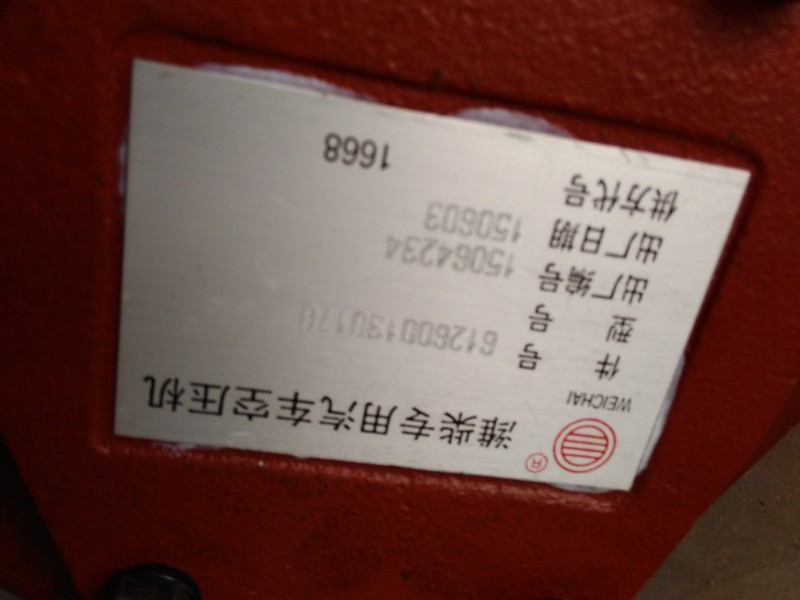 潍柴专用汽车空压机
®
WEICHAI
件 号
型 号
出厂编号 15064234
出厂日期 150603
供方代号 1668